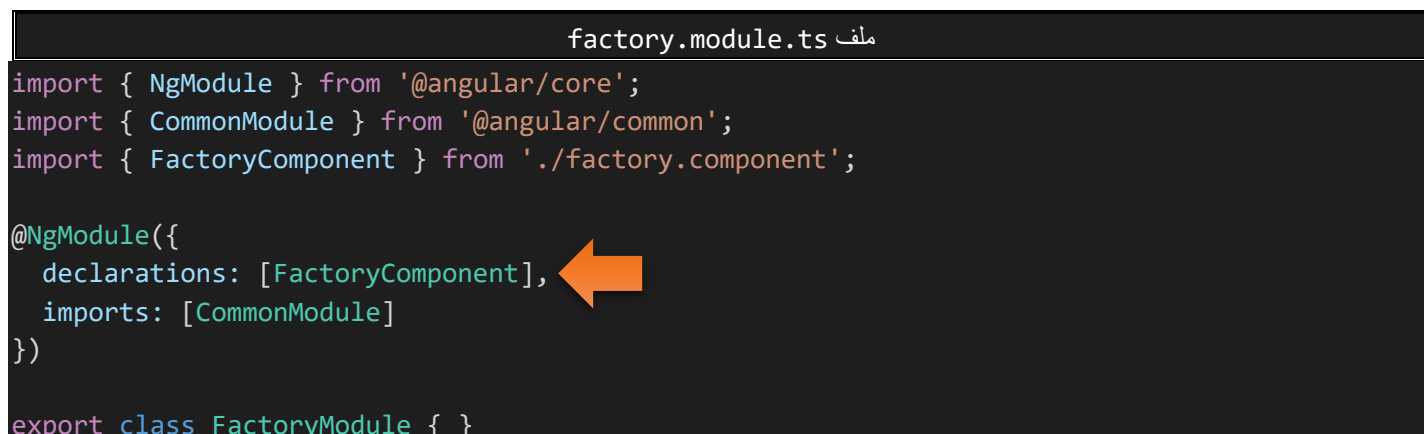 ملف factory.module.ts
import { NgModule } from '@angular/core';
import { CommonModule } from '@angular/common';
import { FactoryComponent } from './factory.component';
@NgModule({
  declarations: [FactoryComponent],
  imports: [CommonModule]
})
export class FactoryModule { }